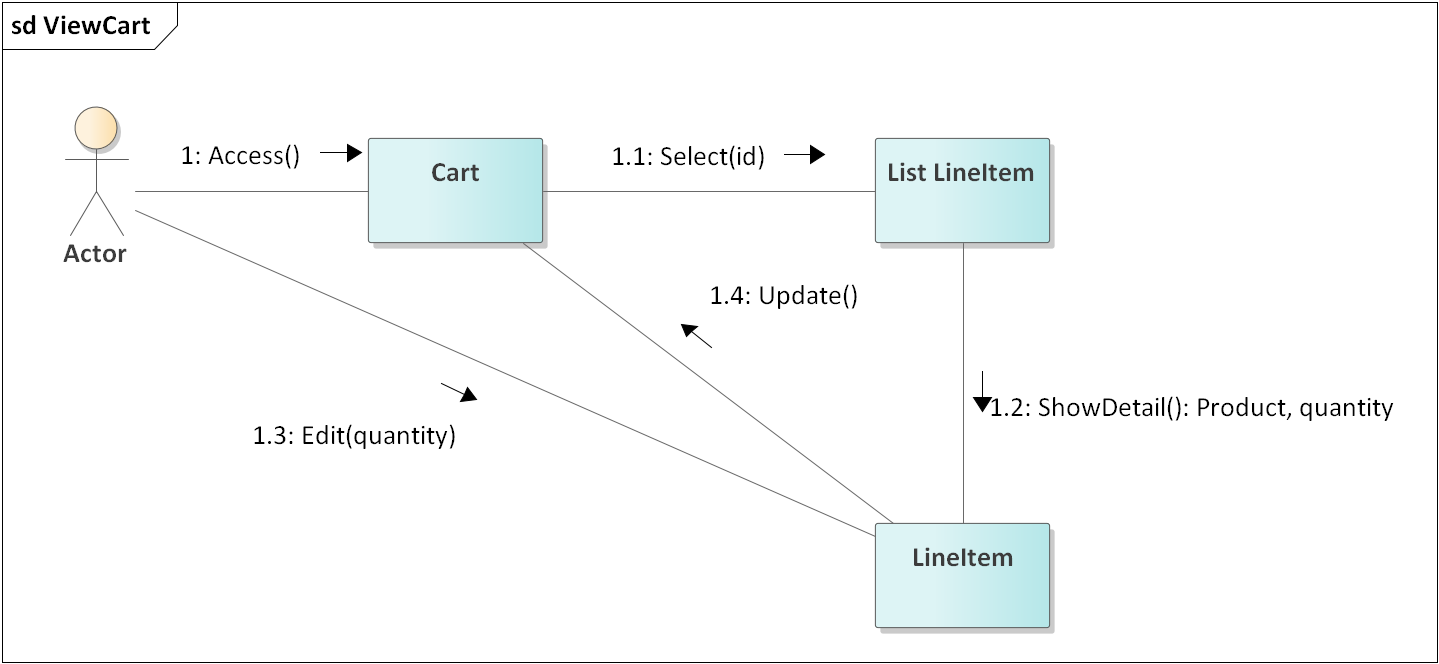 sd ViewCart
1: Access()
Cart
1.1: Select(id)
List LineItem
Actor
1.4: Update()
1.2: ShowDetail(): Product, quantity
1.3: Edit(quantity)
LineItem